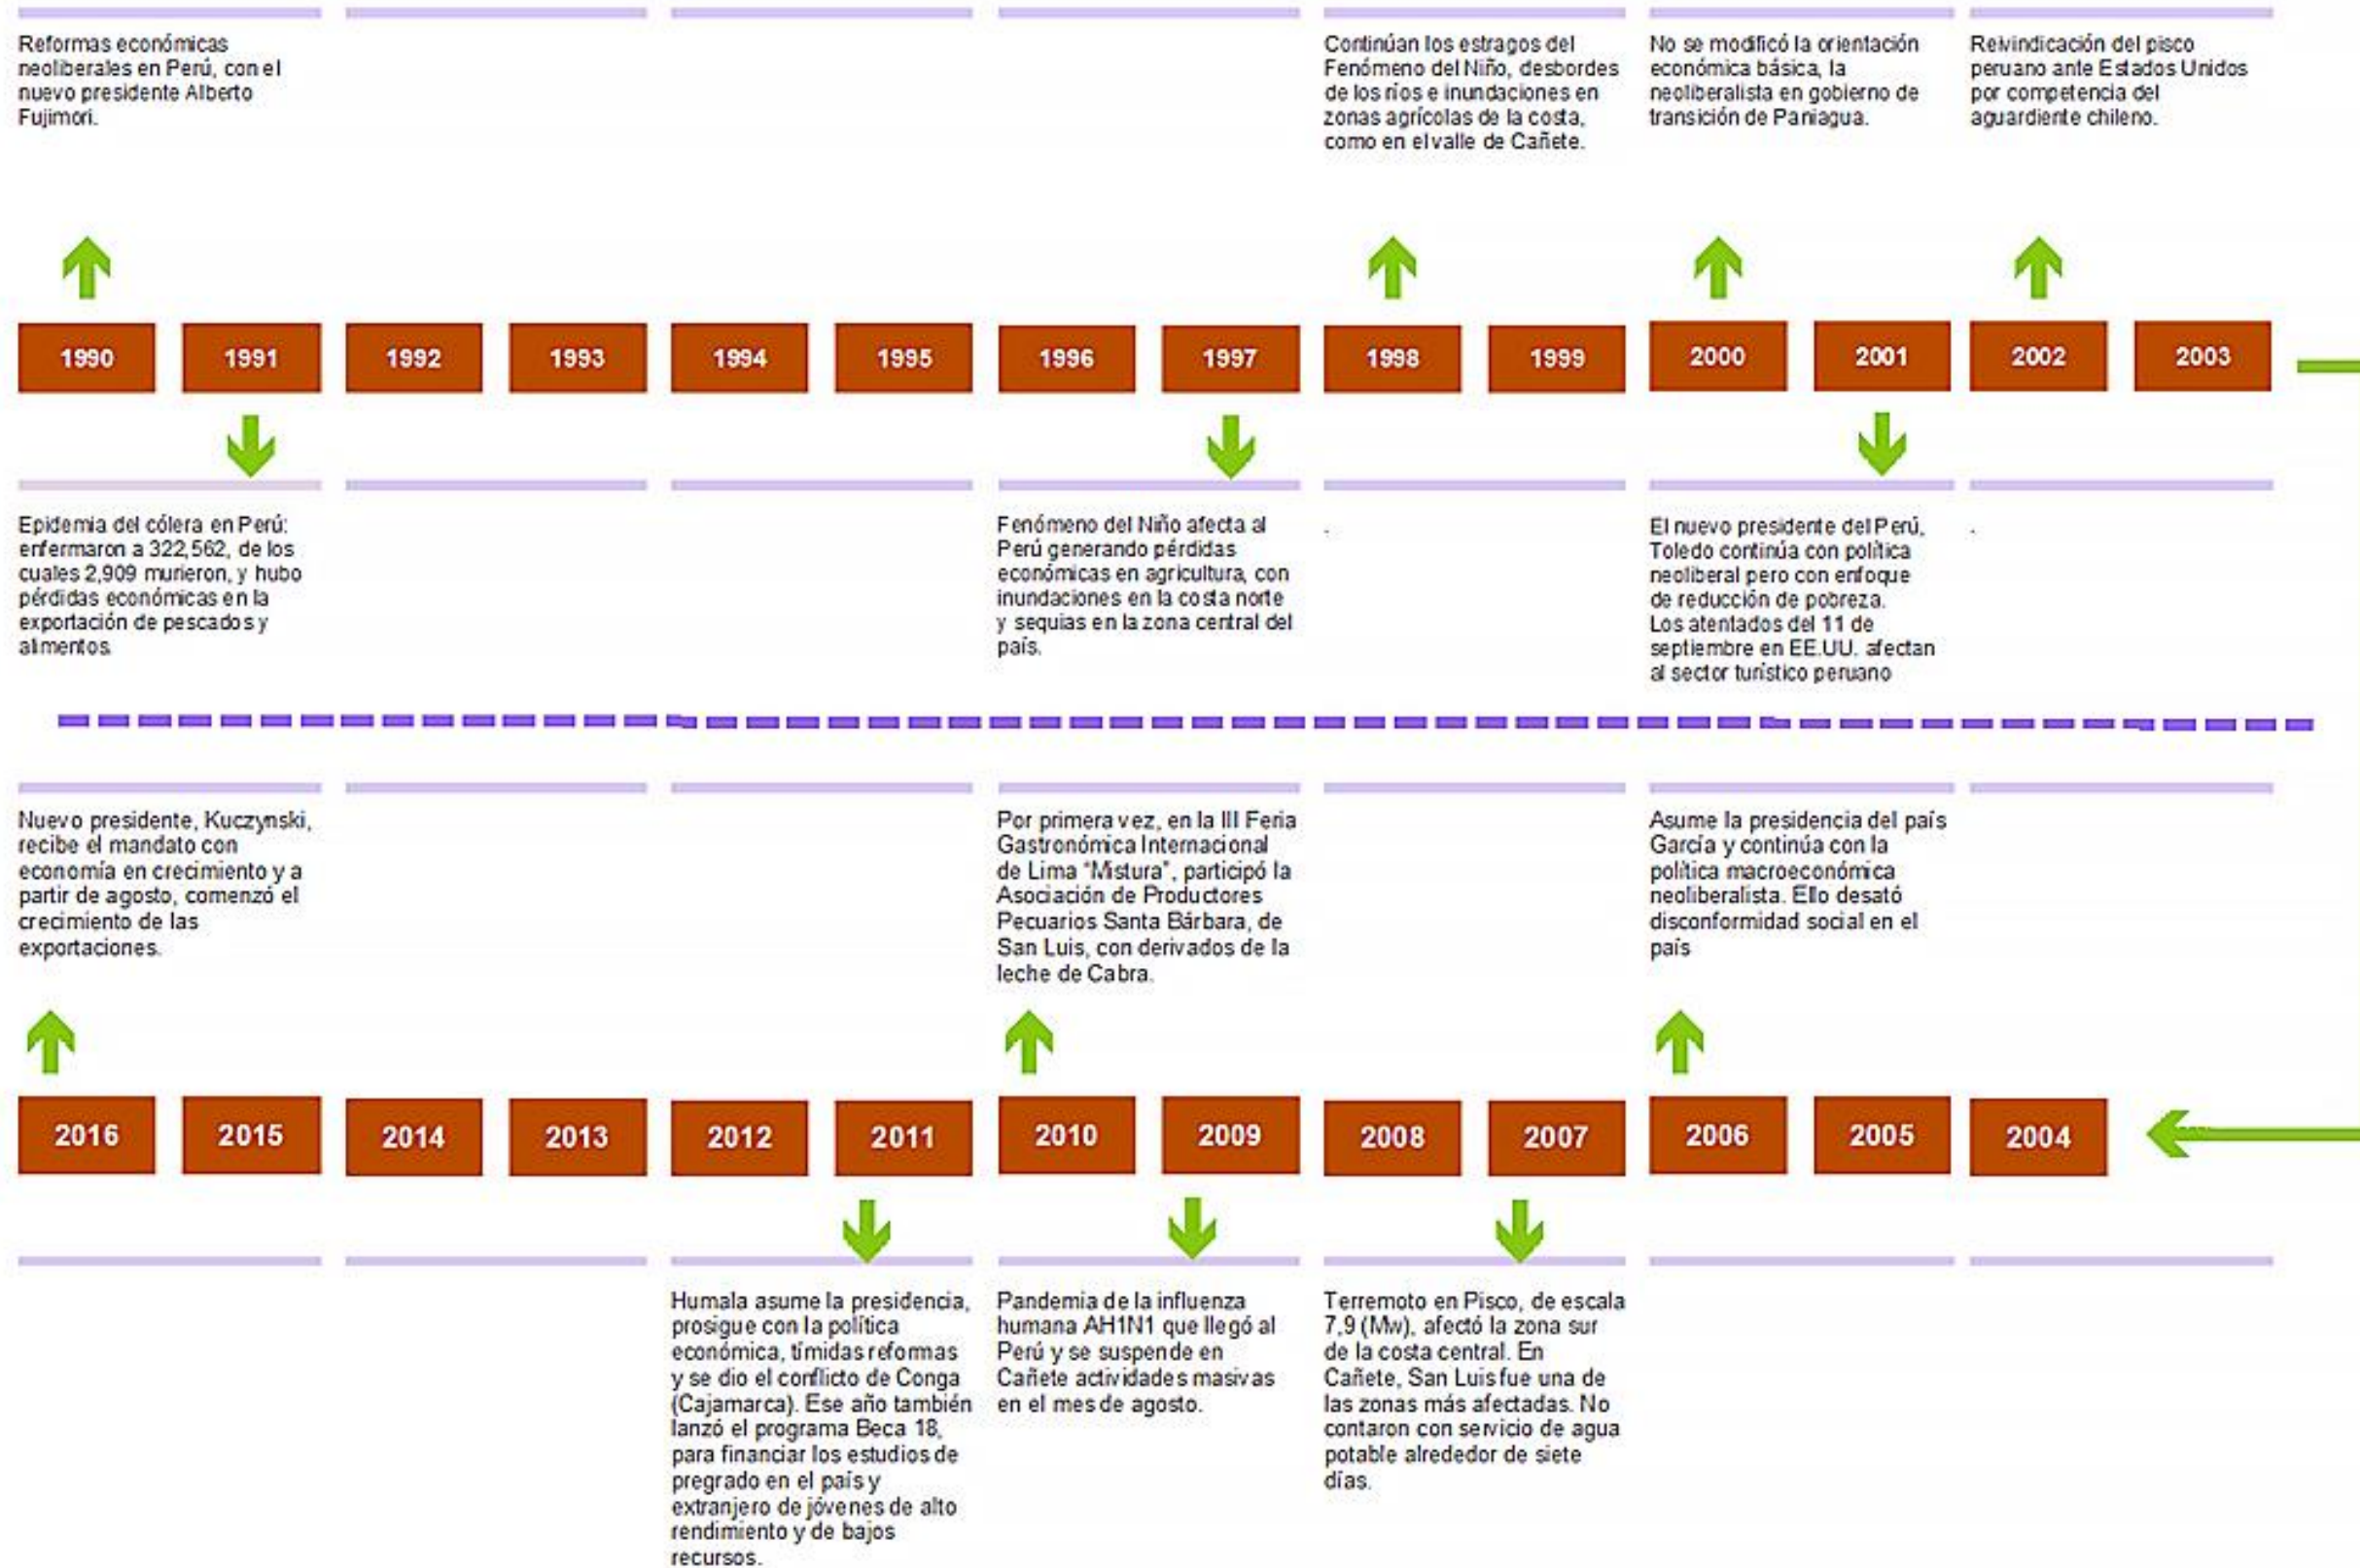 Reformas económicas
neoliberales en Perú, con el
nuevo presidente Alberto
Fujimori.
Continúan los estragos del
Fenómeno del Niño, desbordes
de los ríos e inundaciones en
zonas agrícolas de la costa,
como en el valle de Cañete.
No se modificó la orientación
económica básica, la
neoliberalista en gobierno de
transición de Paniagua.
Reivindicación del pisco
peruano ante Estados Unidos
por competencia del
aguardiente chileno.
1990 1991 1992 1993 1994 1995 1996 1997 1998 1999 2000 2001 2002 2003
Epidemia del cólera en Perú:
enfermaron a 322,562, de los
cuales 2,909 murieron, y hubo
pérdidas económicas en la
exportación de pescados y
alimentos.
Fenómeno del Niño afecta al
Perú generando pérdidas
económicas en agricultura, con
inundaciones en la costa norte
y sequias en la zona central del
país.
.
El nuevo presidente del Perú,
Toledo continúa con política
neoliberal pero con enfoque
de reducción de pobreza.
Los atentados del 11 de
septiembre en EE.UU. afectan
al sector turístico peruano
.
Nuevo presidente, Kuczynski,
recibe el mandato con
economía en crecimiento y a
partir de agosto, comenzó el
crecimiento de las
exportaciones.
Por primera vez, en la III Feria
Gastronómica Internacional
de Lima "Mistura", participó la
Asociación de Productores
Pecuarios Santa Bárbara, de
San Luis, con derivados de la
leche de Cabra.
Asume la presidencia del país
García y continúa con la
política macroeconómica
neoliberalista. Ello desató
disconformidad social en el
país
2016 2015 2014 2013 2012 2011 2010 2009 2008 2007 2006 2005 2004
Humala asume la presidencia,
prosigue con la política
económica, tímidas reformas
y se dio el conflicto de Conga
(Cajamarca). Ese año también
lanzó el programa Beca 18,
para financiar los estudios de
pregrado en el país y
extranjero de jóvenes de alto
rendimiento y de bajos
recursos.
Pandemia de la influenza
humana AH1N1 que llegó al
Perú y se suspende en
Cañete actividades masivas
en el mes de agosto.
Terremoto en Pisco, de escala
7,9 (Mw), afectó la zona sur
de la costa central. En
Cañete, San Luis fue una de
las zonas más afectadas. No
contaron con servicio de agua
potable alrededor de siete
días.